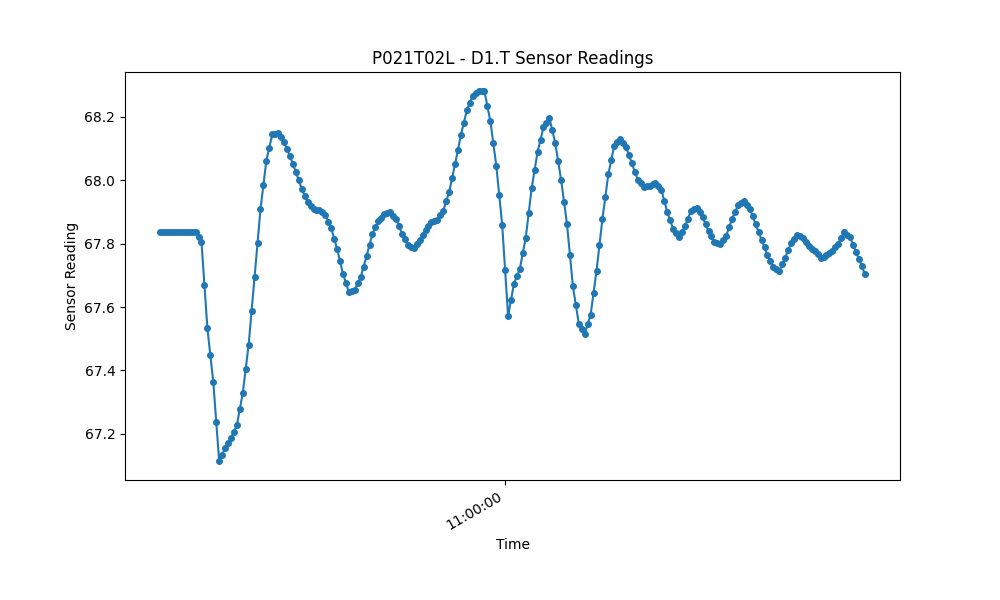 P021T02L - D1.T Sensor Readings
Sensor Reading
68.2
68.0
67.8
67.6
67.4
67.2
11:00:00
Time